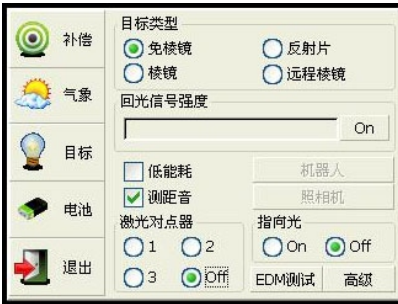 补偿
气象
目标
电池
退出
目标类型
免棱镜
反射片
棱镜
远程棱镜
回光信号强度
On
低能耗
机器人
测距音
照相机
激光对点器
指向光
1
2
On
Off
3
Off
EDM测试
高级